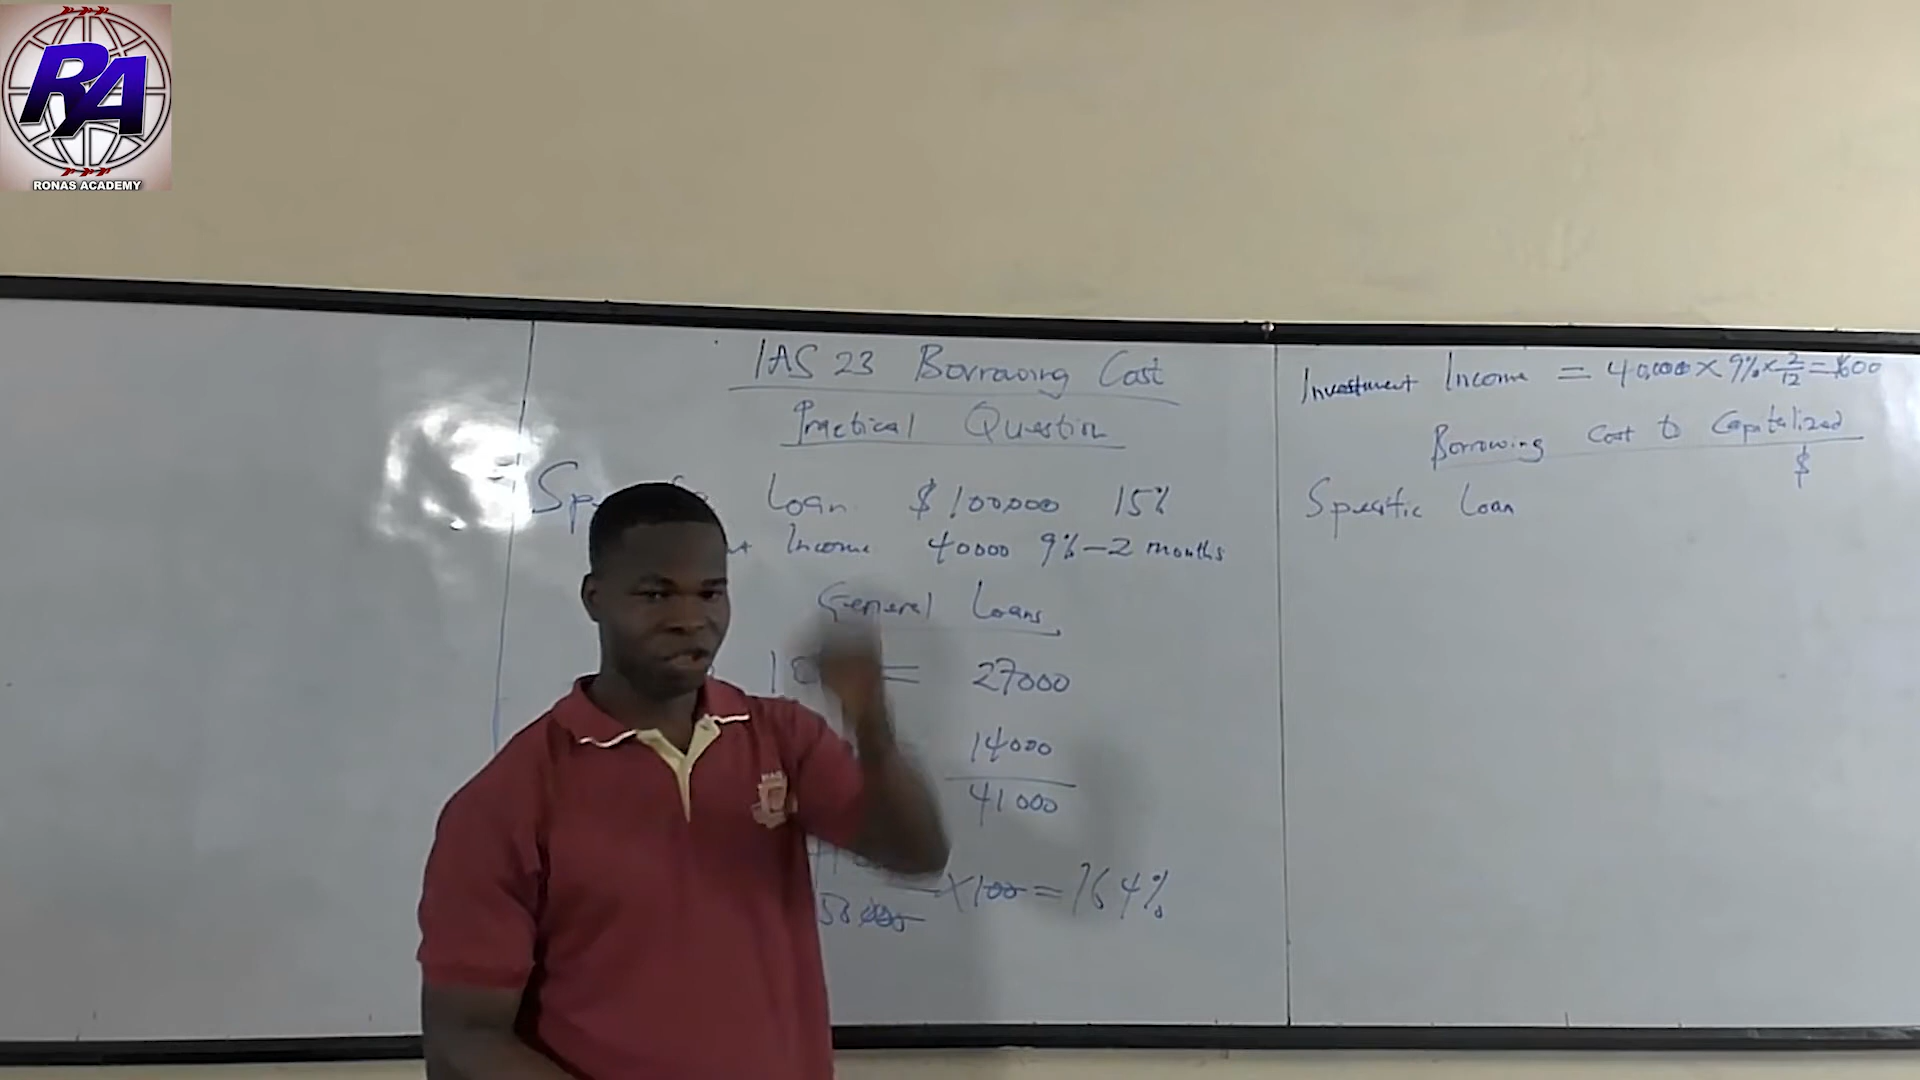 RA
RONAS ACADEMY
IAS 23 Borrowing Cost
Practical Question
Loan $100,000 15%
Income 40000 9% - 2 months
General Loans
= 27000
14000
41000
X100 = 16.4%
Investment Income = 40,000 X 9% X 2/12 = 600
Borrowing Cost to Capitalized
$
Specific Loan